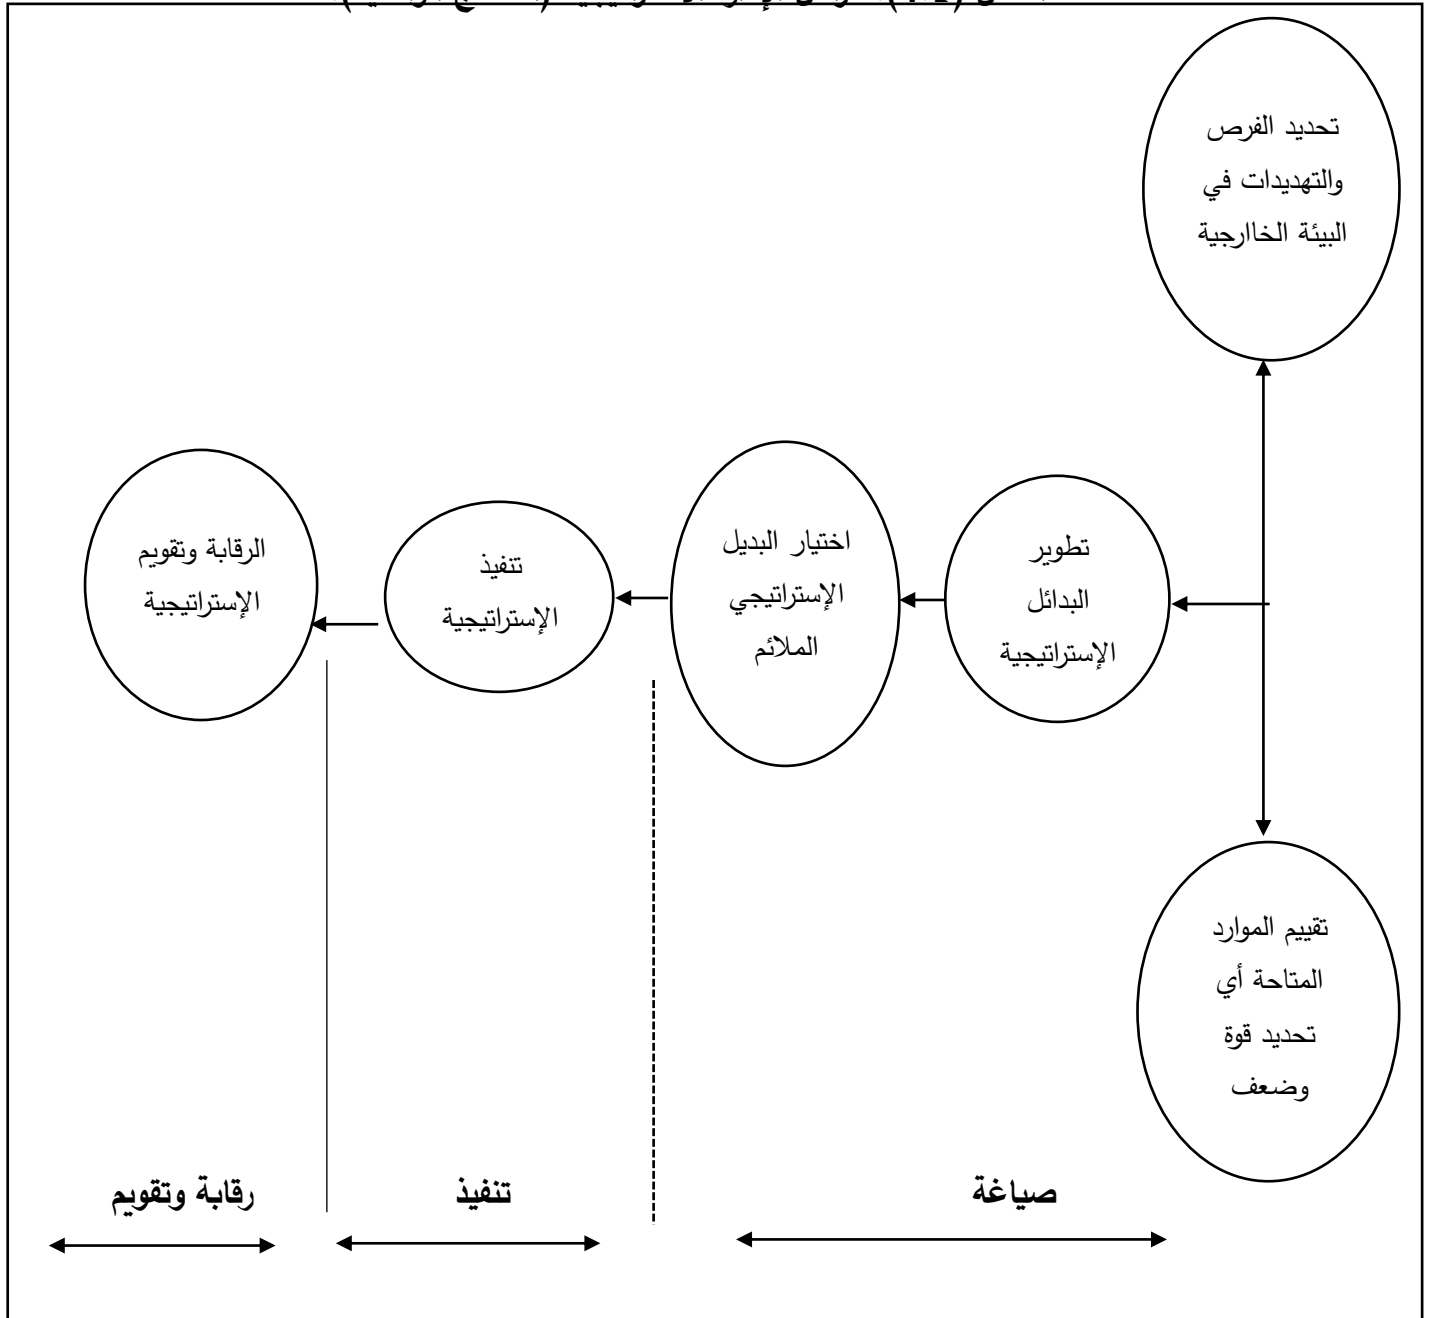 تحديد الفرص
والتهديدات في
البيئة الخاارجية
تطوير
البدائل
الإستراتيجية
اختيار البديل
الإستراتيجي
الملائم
تنفيذ
الإستراتيجية
الرقابة وتقويم
الإستراتيجية
تقييم الموارد
المتاحة أي
تحديد قوة
وضعف
صياغة
تنفيذ
رقابة وتقويم